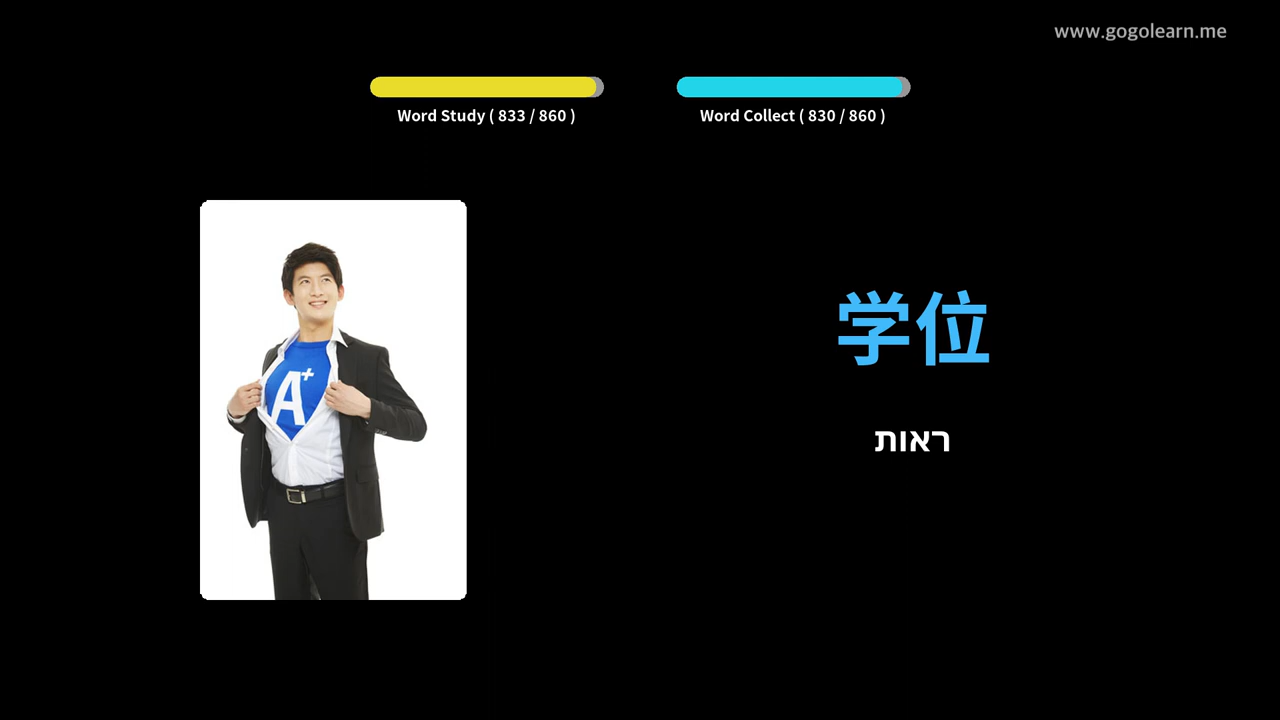 www.gogolearn.me
Word Study ( 833 / 860 )
Word Collect ( 830 / 860 )
A+
学位
ראות